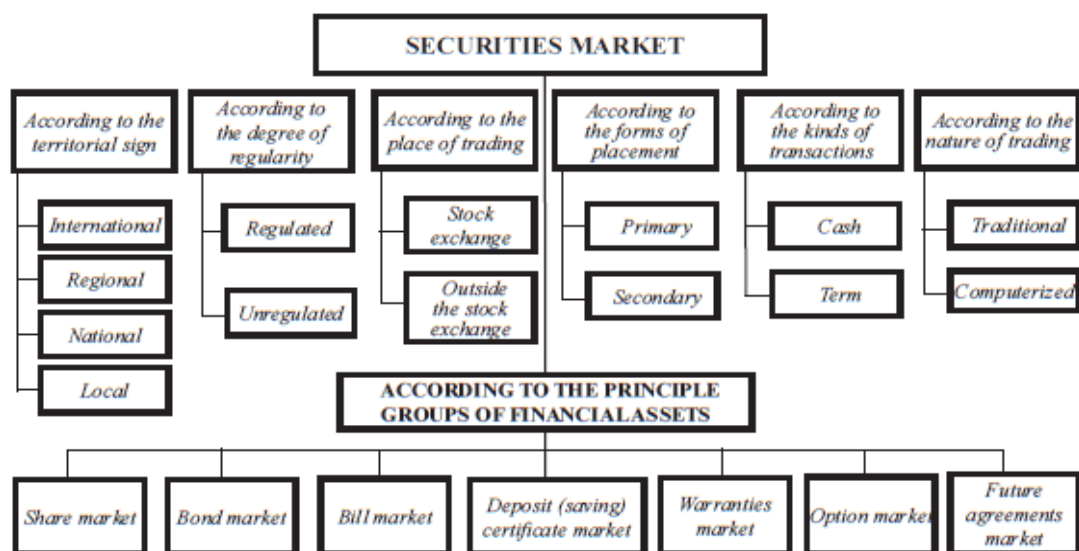 SECURITIES MARKET
According to the
territorial sign
According to
the degree of
regularity
According to the
place of trading
According to
the forms of
placement
According to
the kinds of
transactions
According to the
nature of trading
International
Regional
National
Local
Regulated
Unregulated
Stock
exchange
Outside
the stock
exchange
Primary
Secondary
Cash
Term
Traditional
Computerized
ACCORDING TO THE PRINCIPLE
GROUPS OF FINANCIALASSETS
Share market
Bond market
Bill market
Deposit (saving)
certificate market
Warranties
market
Option market
Future
agreements
market